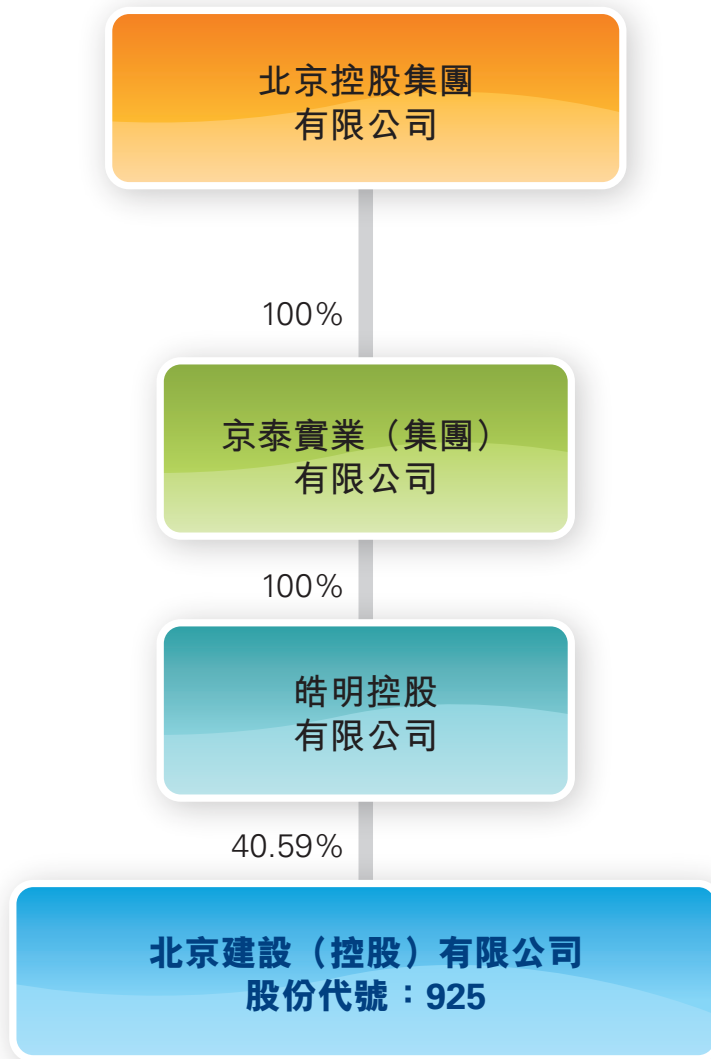 北京控股集團
有限公司
100%
京泰實業（集團）
有限公司
100%
皓明控股
有限公司
40.59%
北京建設（控股）有限公司
股份代號：925